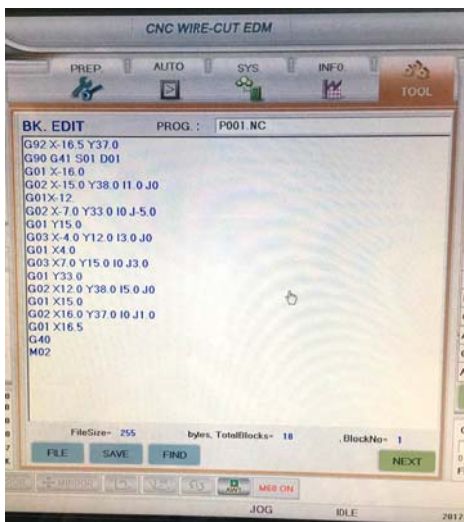 CNC WIRE-CUT EDM
PREP. AUTO SYS. INFO. TOOL
BK. EDIT PROG. : P001.NC
G92 X-16.5 Y37.0
G90 G41 S01 D01
G01 X-16.0
G02 X-15.0 Y38.0 I1.0 J0
G01X-12.
G02 X-7.0 Y33.0 I0 J-5.0
G01 Y15.0
G03 X-4.0 Y12.0 I3.0 J0
G01 X4.0
G03 X7.0 Y15.0 I0 J3.0
G01 Y33.0
G02 X12.0 Y38.0 I5.0 J0
G01 X15.0
G02 X16.0 Y37.0 I0 J1.0
G01 X16.5
G40
M02
FileSize= 255 byles, TotalBlocks= 18 , BlockNo= 1
FILE SAVE FIND NEXT
MIRROR AWT M60 ON
JOG IDLE 2012